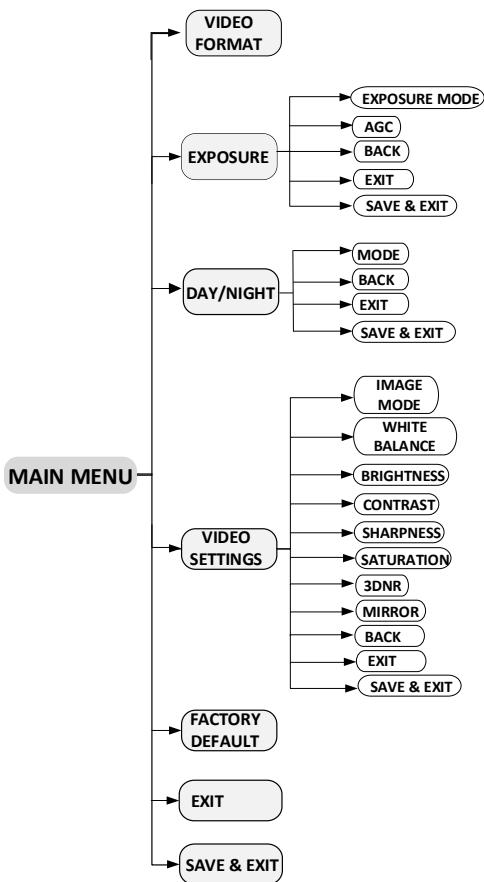 VIDEO
FORMAT
EXPOSURE MODE
AGC
EXPOSURE
BACK
EXIT
SAVE & EXIT
MODE
DAY/NIGHT
BACK
EXIT
SAVE & EXIT
IMAGE
MODE
WHITE
BALANCE
MAIN MENU
BRIGHTNESS
CONTRAST
VIDEO
SETTINGS
SHARPNESS
SATURATION
3DNR
MIRROR
BACK
EXIT
SAVE & EXIT
FACTORY
DEFAULT
EXIT
SAVE & EXIT